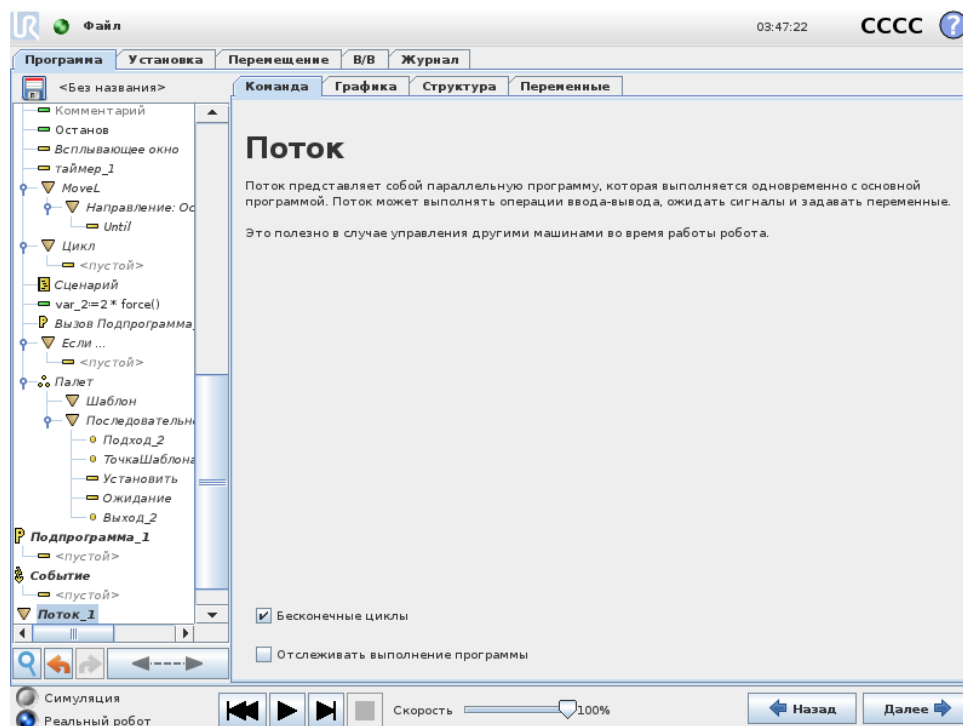 UR Файл 03:47:22 CCCC ?
Программа Установка Перемещение В/В Журнал
<Без названия>
Команда Графика Структура Переменные
Комментарий
Останов
Всплывающее окно
таймер_1
MoveL
Направление: Ос
Until
Цикл
<пустой>
Сценарий
var_2:=2 * force()
Вызов Подпрограмма_
Если ...
<пустой>
Палет
Шаблон
Последовательн
Подход_2
ТочкаШаблона
Установить
Ожидание
Выход_2
Подпрограмма_1
<пустой>
Событие
<пустой>
Поток_1
Поток
Поток представляет собой параллельную программу, которая выполняется одновременно с основной
программой. Поток может выполнять операции ввода-вывода, ожидать сигналы и задавать переменные.
Это полезно в случае управления другими машинами во время работы робота.
Бесконечные циклы
Отслеживать выполнение программы
Симуляция
Реальный робот
Скорость 100%
Назад Далее